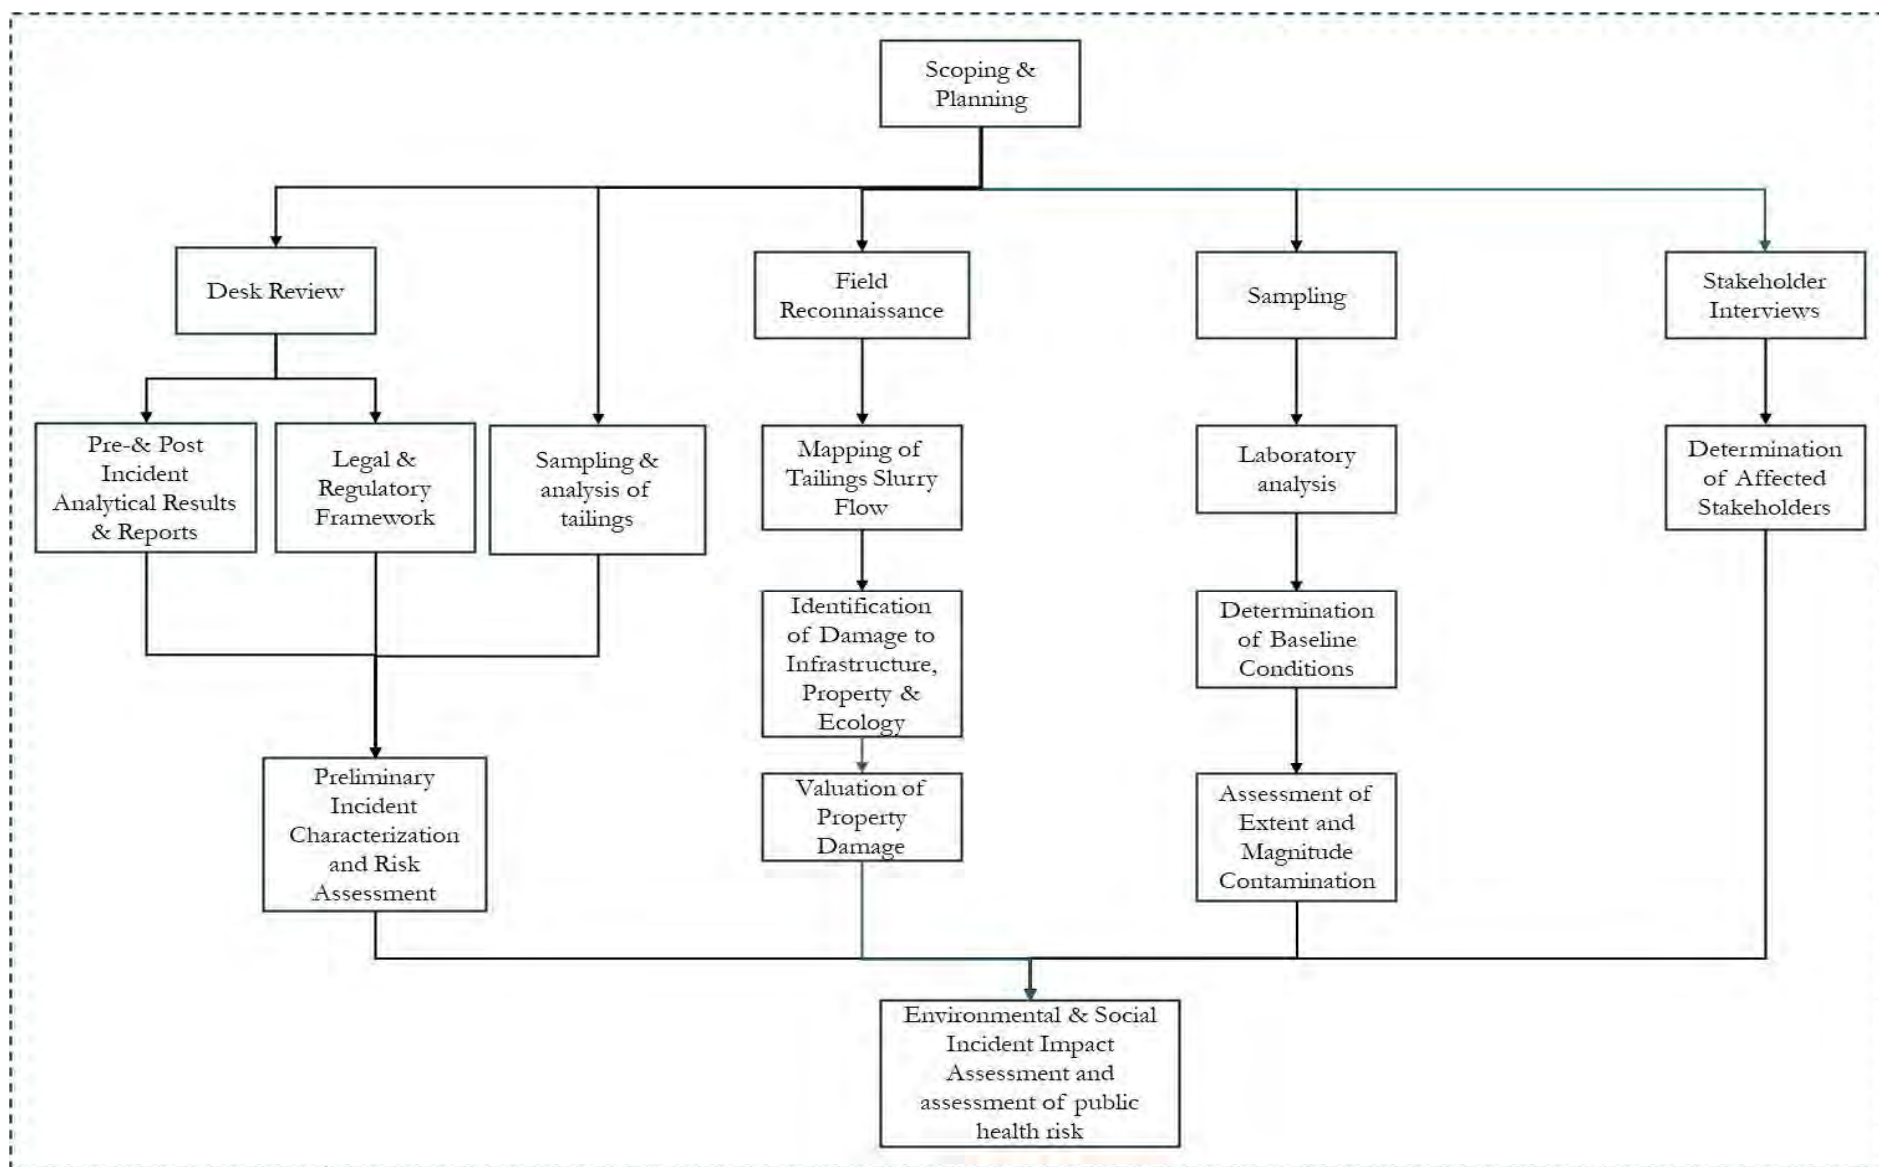 Scoping &
Planning
Desk Review
Field
Reconnaissance
Sampling
Stakeholder
Interviews
Pre-& Post
Incident
Analytical Results
& Reports
Legal &
Regulatory
Framework
Sampling &
analysis of
tailings
Mapping of
Tailings Slurry
Flow
Laboratory
analysis
Determination
of Affected
Stakeholders
Identification
of Damage to
Infrastructure,
Property &
Ecology
Determination
of Baseline
Conditions
Preliminary
Incident
Characterization
and Risk
Assessment
Valuation of
Property
Damage
Assessment of
Extent and
Magnitude
Contamination
Environmental & Social
Incident Impact
Assessment and
assessment of public
health risk